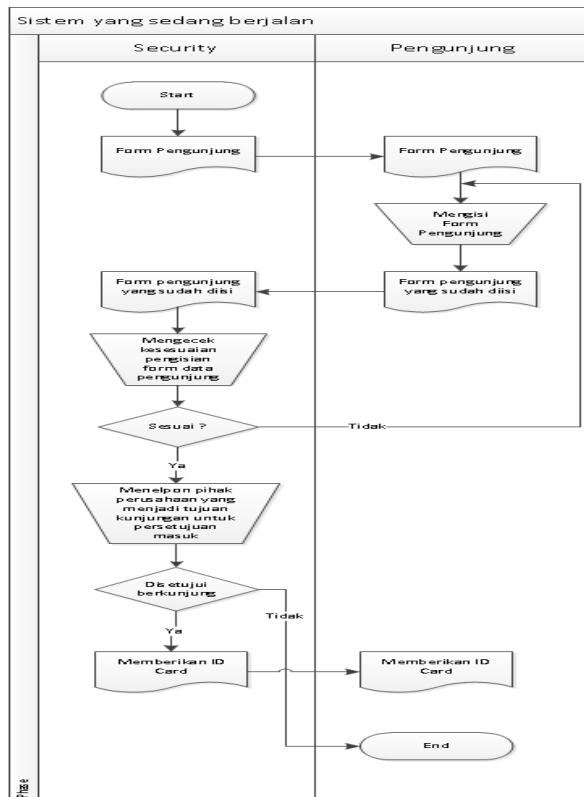 Sistem yang sedang berjalan
Security
Pengunjung
Start
Form Pengunjung
Form Pengunjung
Mengisi
Form
Pengunjung
Form pengunjung
yang sudah diisi
Form pengunjung
yang sudah diisi
Mengecek
kesesuaian
pengisian
form data
pengunjung
Sesuai ?
Tidak
Ya
Menelpon pihak
perusahaan yang
menjadi tujuan
kunjungan untuk
persetujuan
masuk
Disetujui
berkunjung
Tidak
Ya
Memberikan ID
Card
Memberikan ID
Card
End
Phase